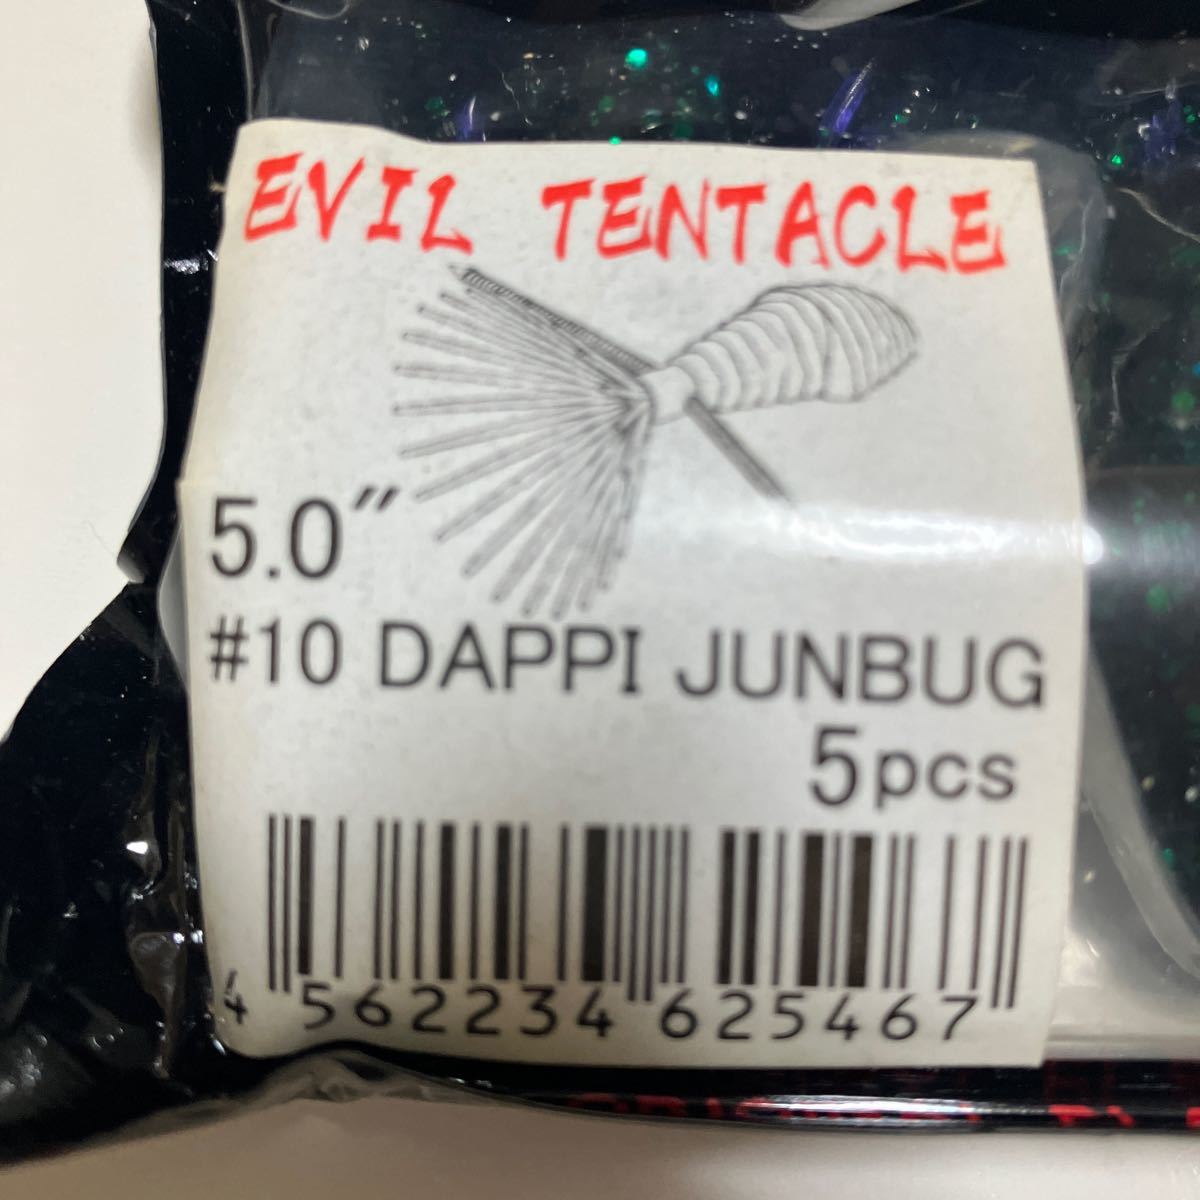 EVIL TENTACLE
5.0"
#10 DAPPI JUNBUG
5pcs
4 562234 625467